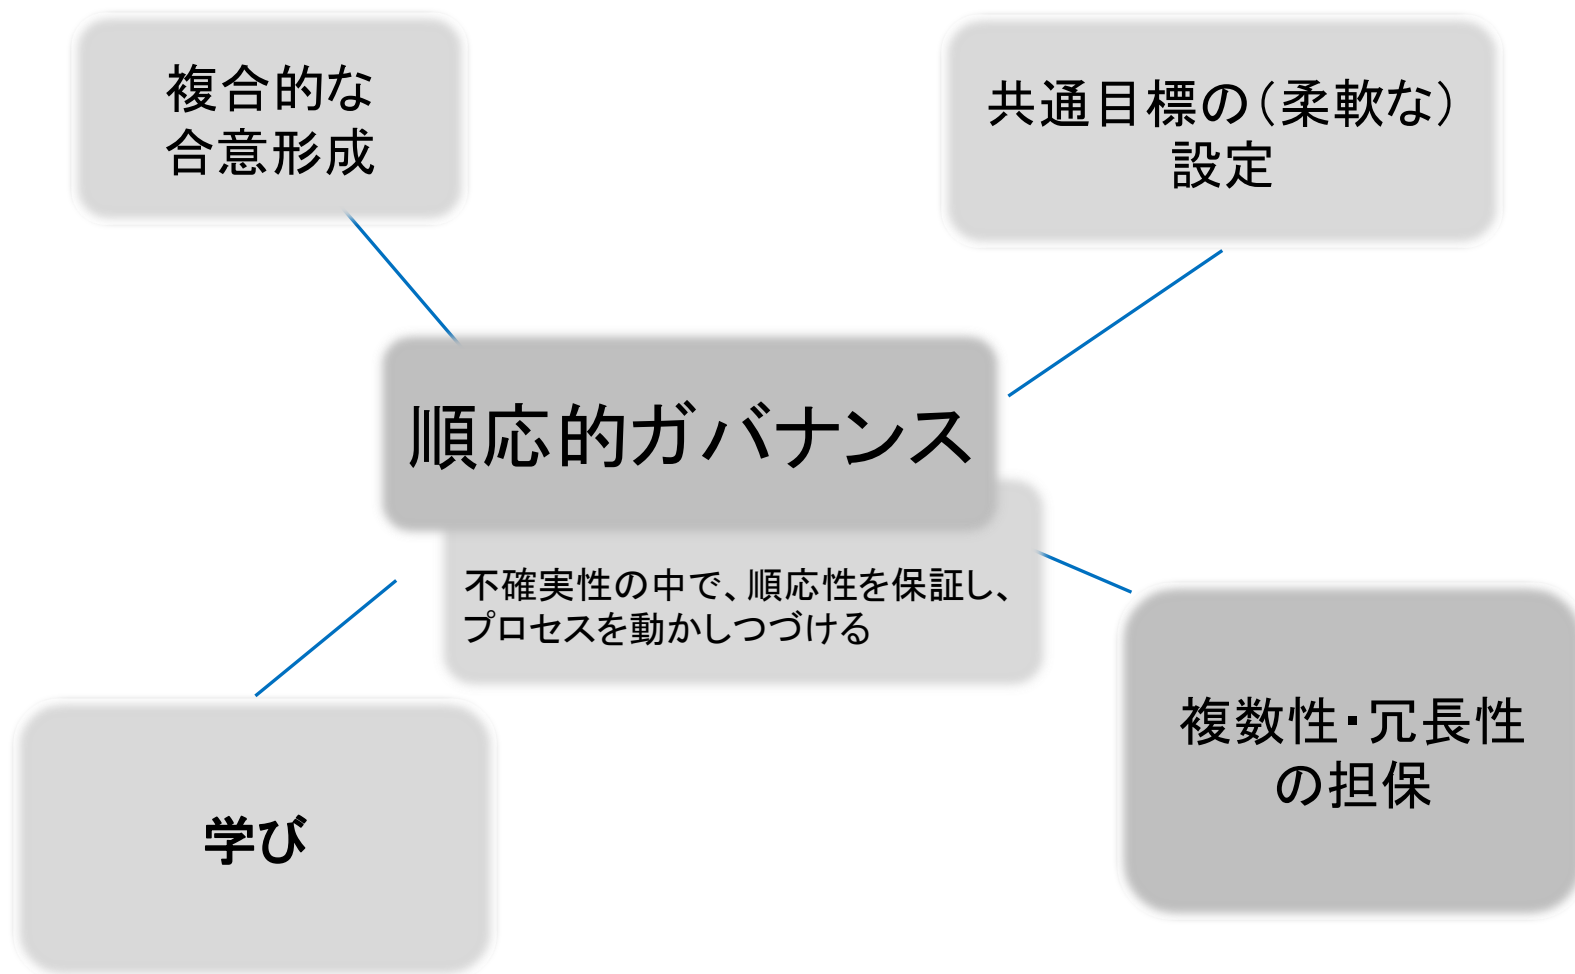 複合的な
合意形成
共通目標の（柔軟な）
設定
順応的ガバナンス
不確実性の中で、順応性を保証し、
プロセスを動かしつづける
複数性・冗長性
の担保
学び